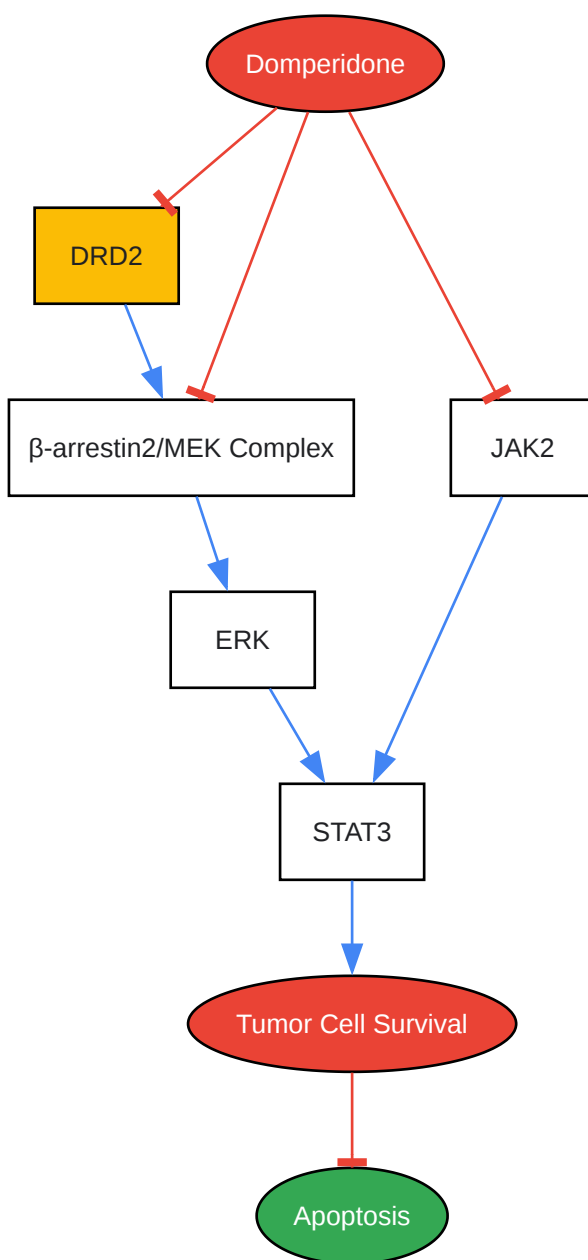 Domperidone
DRD2
β-arrestin2/MEK Complex
JAK2
ERK
STAT3
Tumor Cell Survival
Apoptosis